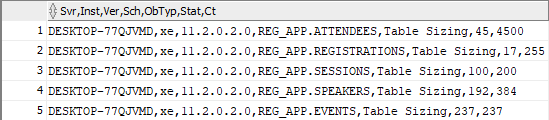 Svr,Inst,Ver,Sch,ObTyp,Stat,Ct
1 DESKTOP-77QJVMD,xe,11.2.0.2.0,REG_APP.ATTENDEES,Table Sizing,45,4500
2 DESKTOP-77QJVMD,xe,11.2.0.2.0,REG_APP.REGISTRATIONS,Table Sizing,17,255
3 DESKTOP-77QJVMD,xe,11.2.0.2.0,REG_APP.SESSIONS,Table Sizing,100,200
4 DESKTOP-77QJVMD,xe,11.2.0.2.0,REG_APP.SPEAKERS,Table Sizing,192,384
5 DESKTOP-77QJVMD,xe,11.2.0.2.0,REG_APP.EVENTS,Table Sizing,237,237